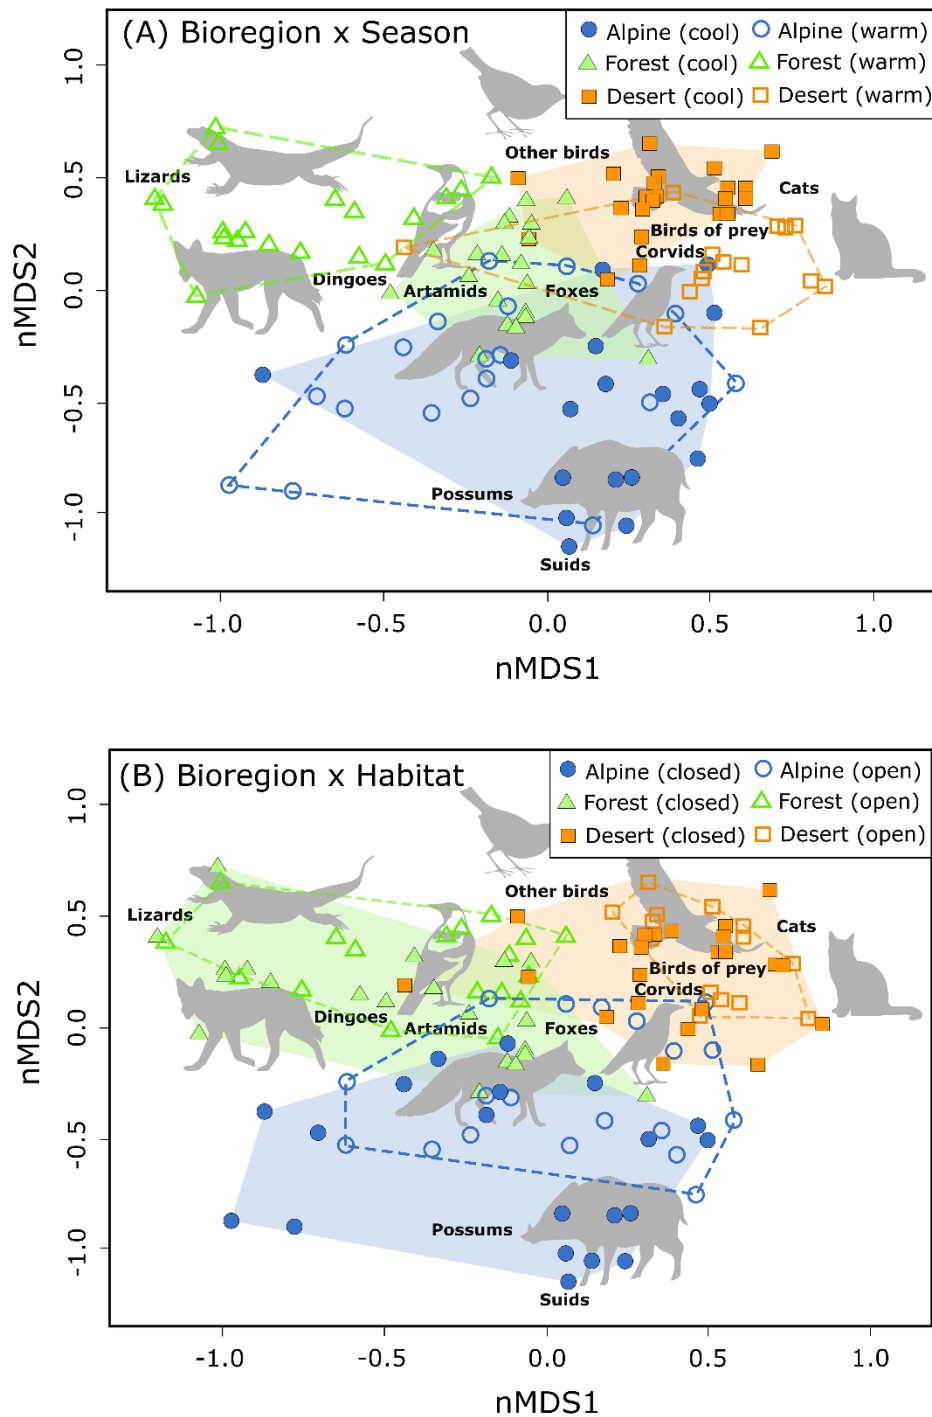 (A) Bioregion x Season
Alpine (cool)
Alpine (warm)
Forest (cool)
Forest (warm)
Desert (cool)
Desert (warm)
1.0
0.5
0.0
-0.5
-1.0
nMDS2
Other birds
Lizards
Cats
Birds of prey
Corvids
Dingoes
Artamids
Foxes
Possums
Suids
-1.0
-0.5
0.0
0.5
1.0
nMDS1
(B) Bioregion x Habitat
Alpine (closed)
Alpine (open)
Forest (closed)
Forest (open)
Desert (closed)
Desert (open)
1.0
0.5
0.0
-0.5
-1.0
nMDS2
Other birds
Lizards
Cats
Birds of prey
Corvids
Dingoes
Artamids
Foxes
Possums
Suids
-1.0
-0.5
0.0
0.5
1.0
nMDS1